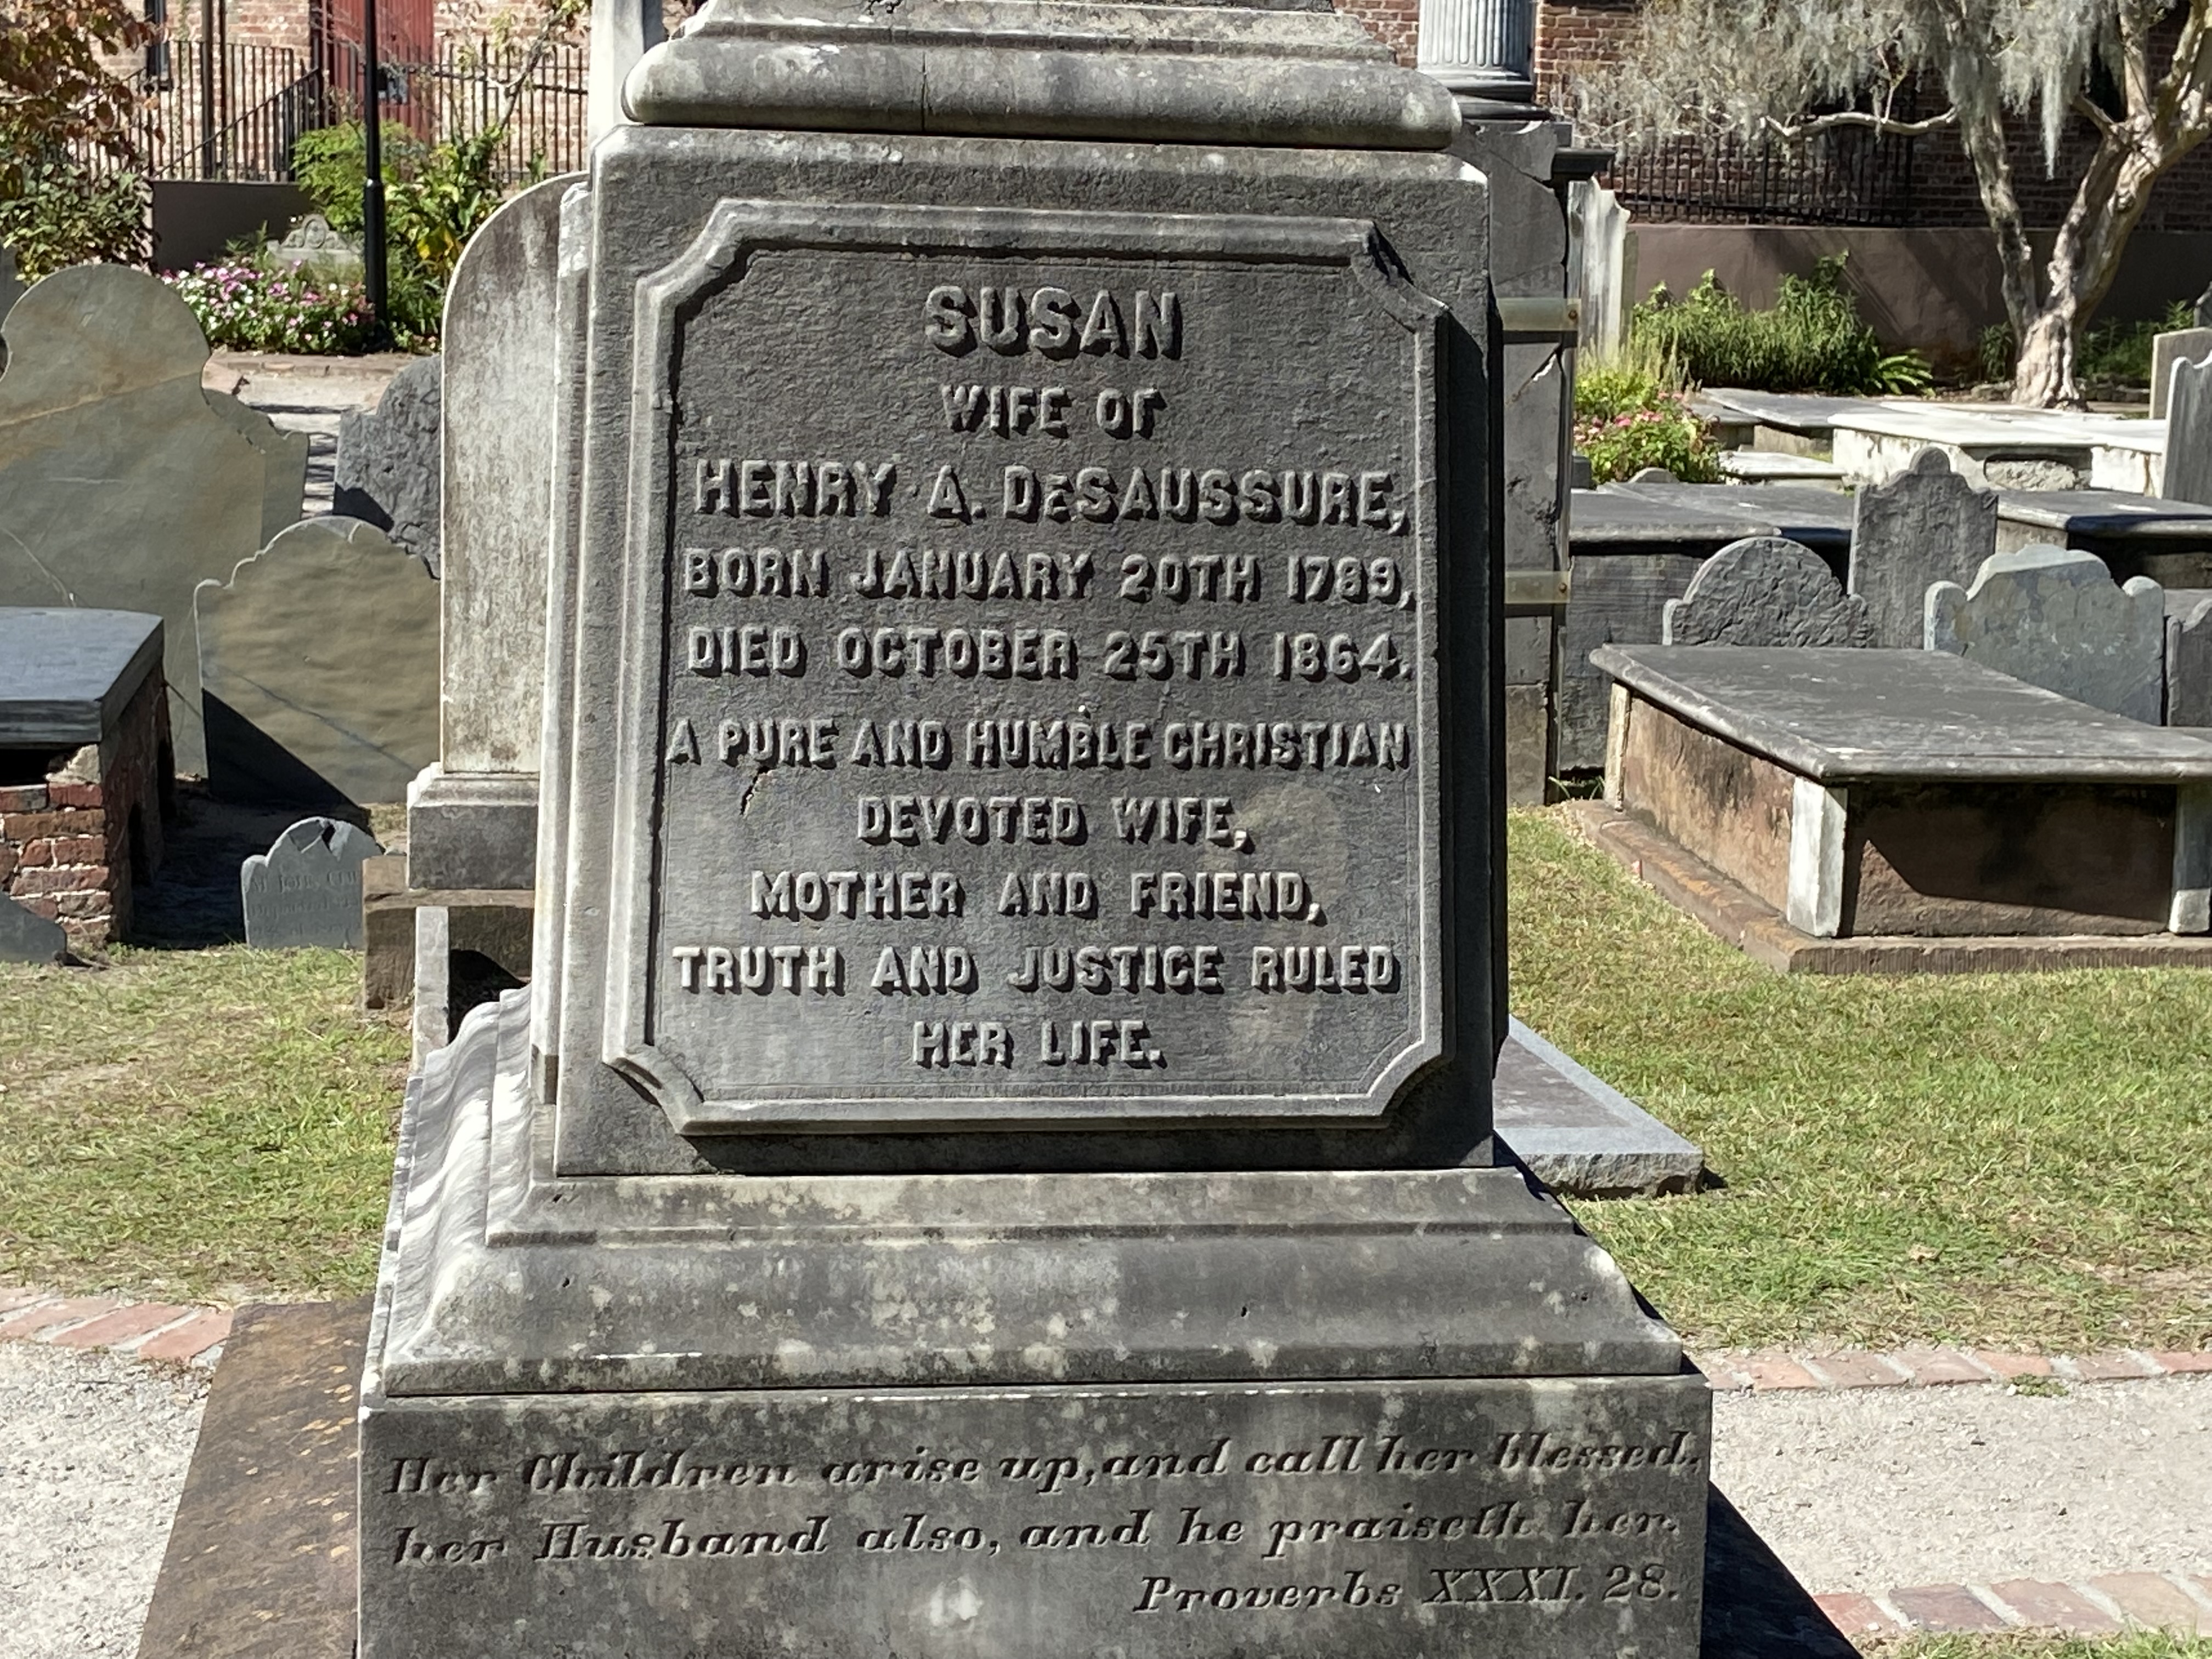 SUSAN
WIFE OF
HENRY A. DESAUSSURE,
BORN JANUARY 20TH 1789,
DIED OCTOBER 25TH 1864.
A PURE AND HUMBLE CHRISTIAN
DEVOTED WIFE,
MOTHER AND FRIEND,
TRUTH AND JUSTICE RULED
HER LIFE.
Her Children arise up, and call her blessed.
her Husband also, and he praiseth her.
Proverbs XXXI. 28.